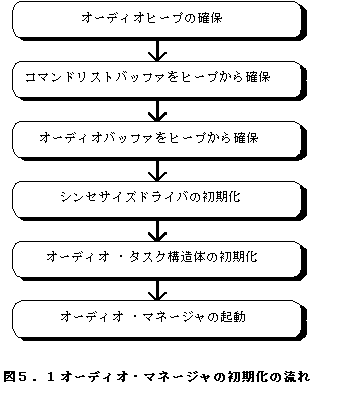 オーディオヒープの確保
コマンドリストバッファをヒープから確保
オーディオバッファをヒープから確保
シンセサイズドライバの初期化
オーディオ・タスク構造体の初期化
オーディオ・マネージャの起動
図５．１オーディオ・マネージャの初期化の流れ